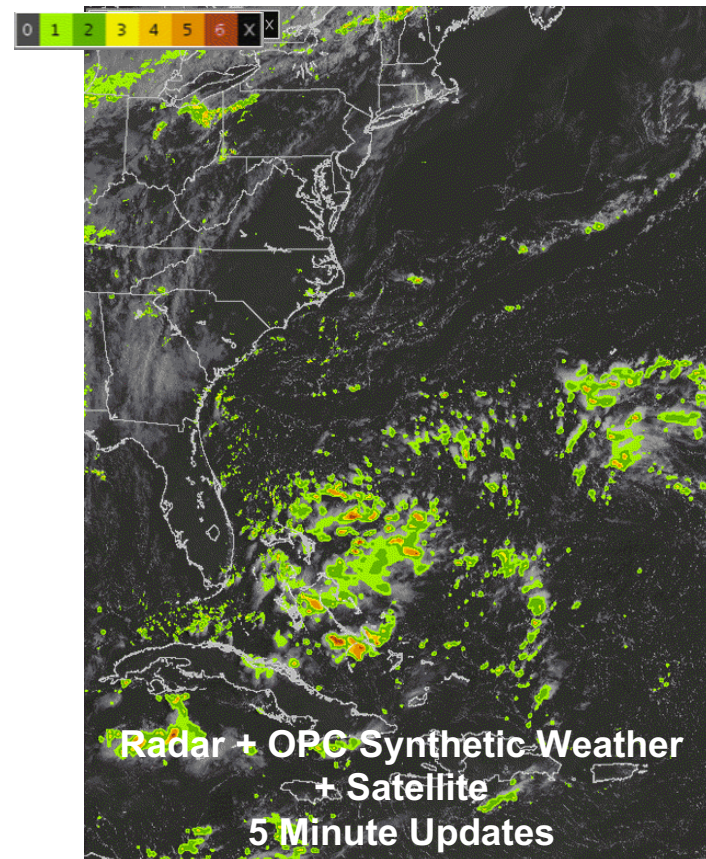 0 1 2 3 4 5 6 X X
Radar + OPC Synthetic Weather
+ Satellite
5 Minute Updates